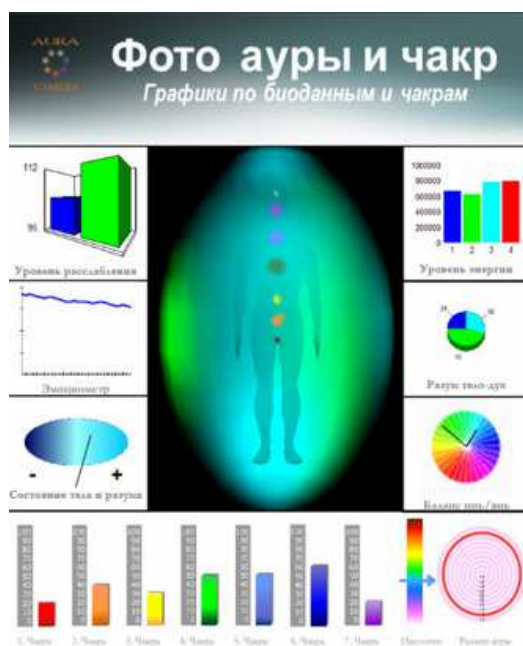 AURA
CAMERA
Фото ауры и чакр
Графики по биоданным и чакрам
112
96
Уровень расслабления
1000000
800000
600000
400000
200000
0
1 2 3 4
Уровень энергии
Эмоциометр
Разум тело-дух
- +
Состояние тела и разума
Баланс инь/янь
1. Чакра 2. Чакра 3. Чакра 4. Чакра 5. Чакра 6. Чакра 7. Чакра Размер ауры